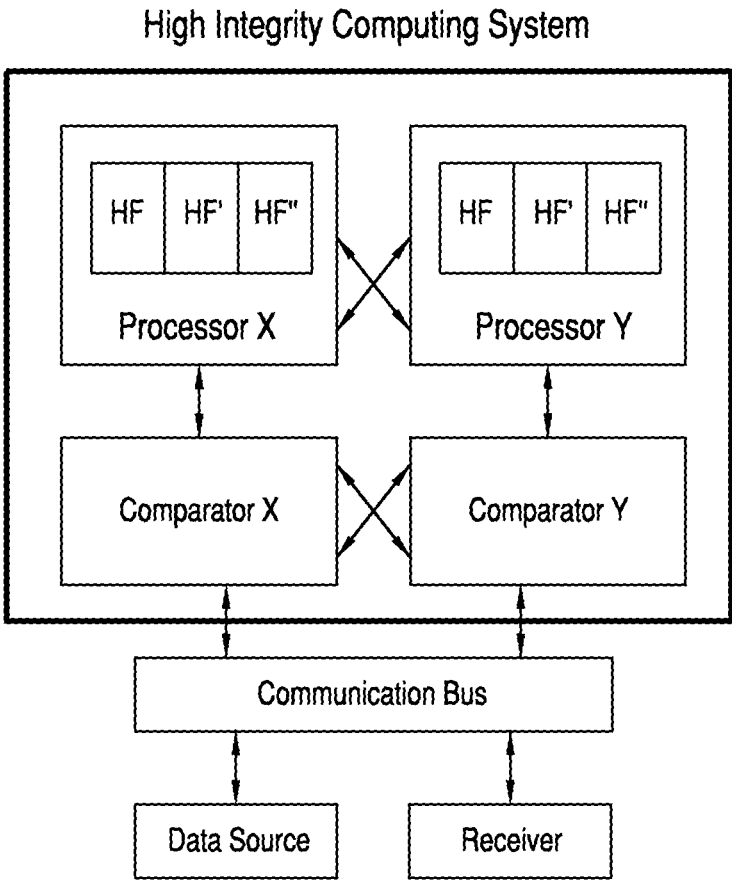 High Integrity Computing System
HF HF' HF" HF HF' HF"
Processor X Processor Y
Comparator X Comparator Y
Communication Bus
Data Source Receiver